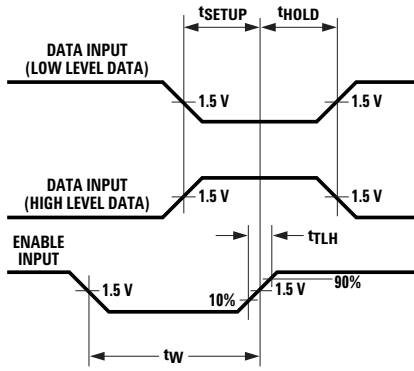 tSETUP
tHOLD
DATA INPUT
(LOW LEVEL DATA)
1.5 V
1.5 V
DATA INPUT
(HIGH LEVEL DATA)
1.5 V
1.5 V
tTLH
ENABLE
INPUT
1.5 V
10%
1.5 V
90%
tW